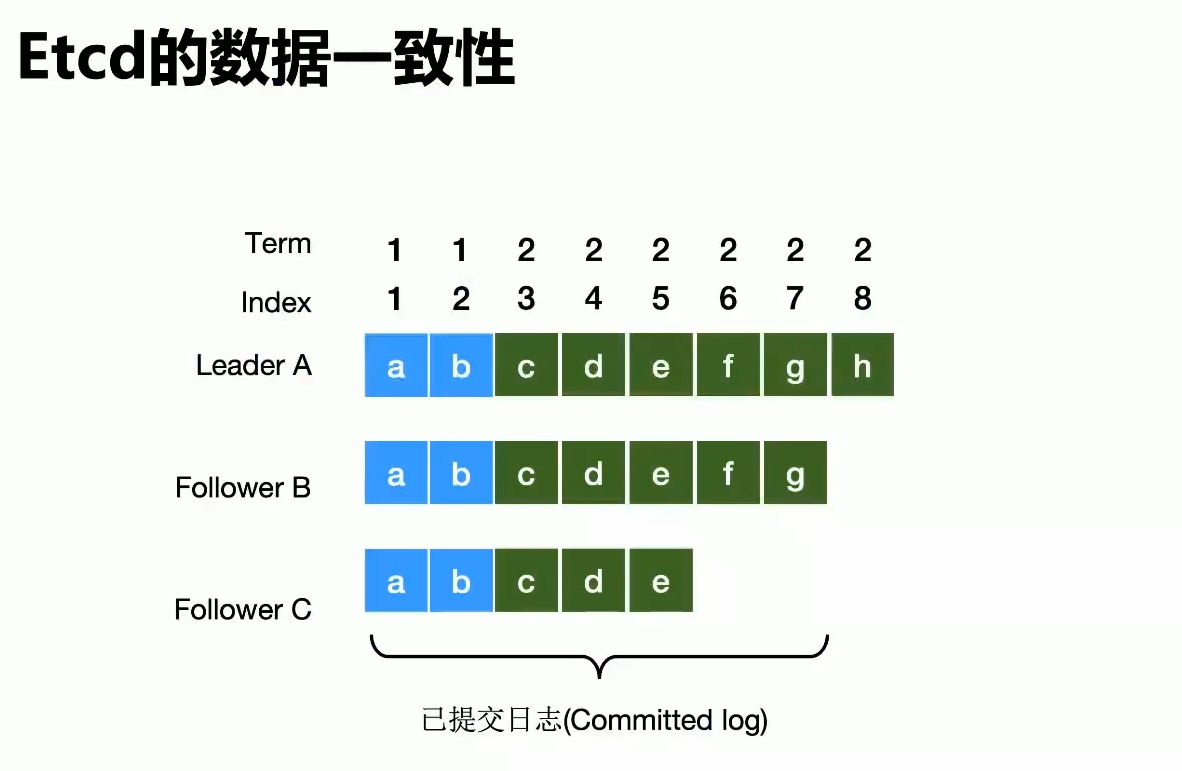 Etcd的数据一致性
Term 1 1 2 2 2 2 2 2
Index 1 2 3 4 5 6 7 8
Leader A a b c d e f g h
Follower B a b c d e f g
Follower C a b c d e
已提交日志(Committed log)